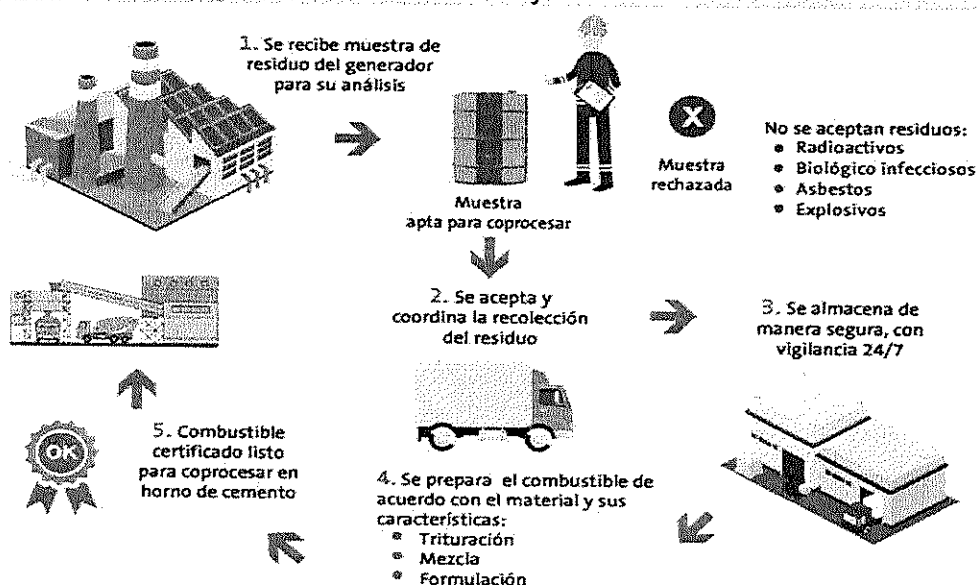 1. Se recibe muestra de
residuo del generador
para su análisis
Muestra
apta para coprocesar
Muestra
rechazada
No se aceptan residuos:
• Radioactivos
• Biológico infecciosos
• Asbestos
• Explosivos
2. Se acepta y
coordina la recolección
del residuo
3. Se almacena de
manera segura, con
vigilancia 24/7
4. Se prepara el combustible de
acuerdo con el material y sus
características:
• Trituración
• Mezcla
• Formulación
OK
5. Combustible
certificado listo
para coprocesar en
horno de cemento